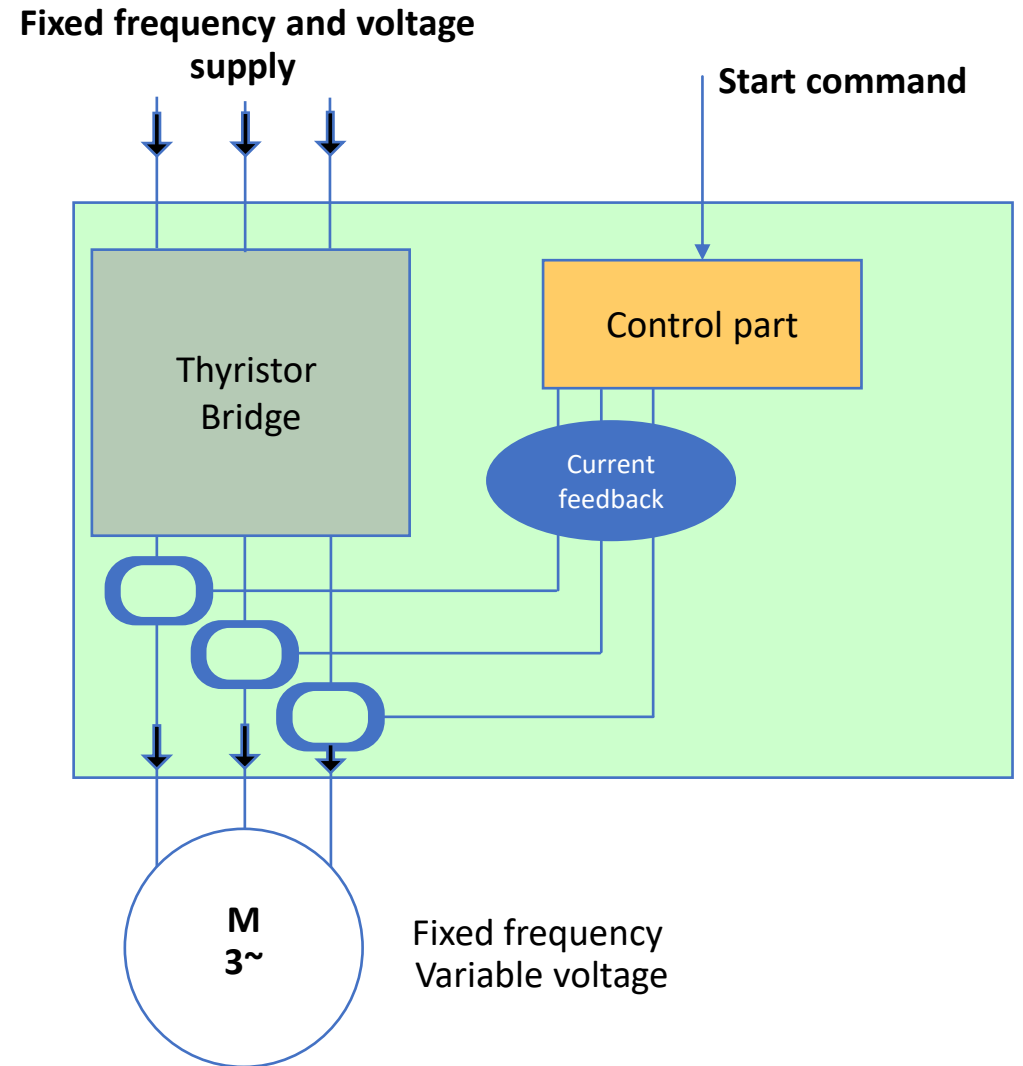 Fixed frequency and voltage
supply
Start command
Control part
Thyristor
Bridge
Current
feedback
M
3~
Fixed frequency
Variable voltage